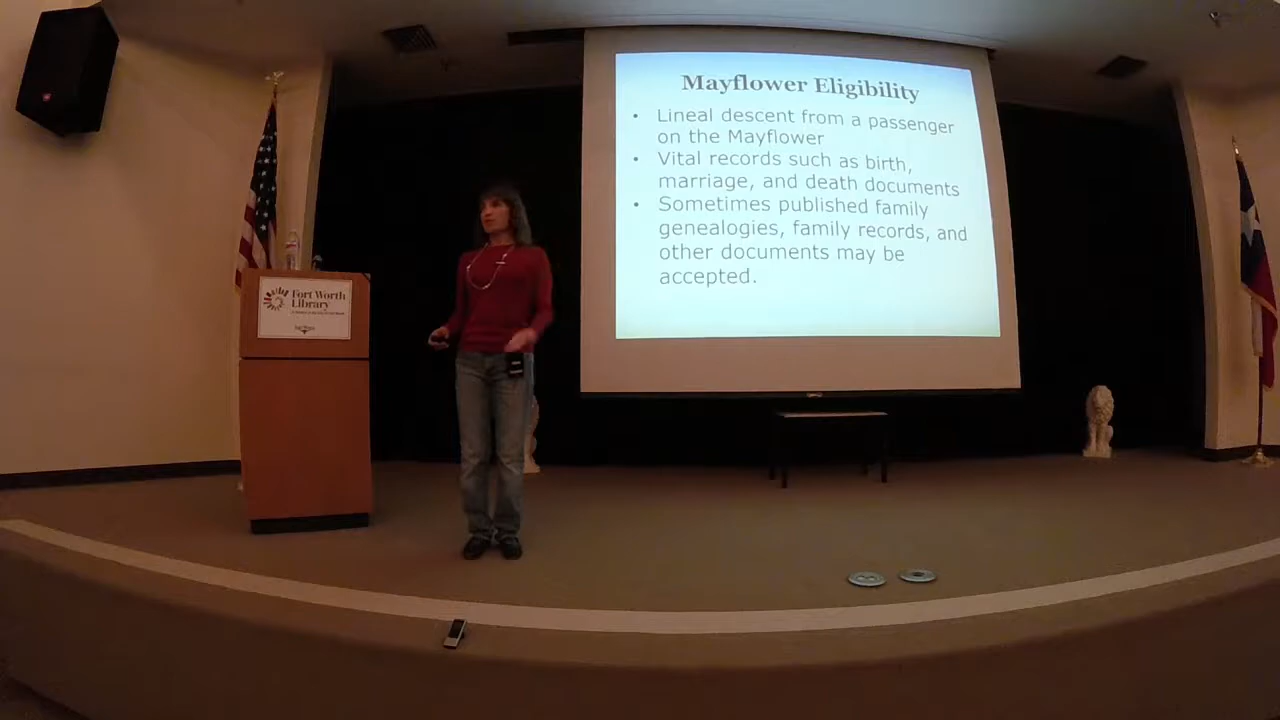 Mayflower Eligibility
• Lineal descent from a passenger
on the Mayflower
• Vital records such as birth,
marriage, and death documents
• Sometimes published family
genealogies, family records, and
other documents may be
accepted.
Fort Worth
Library